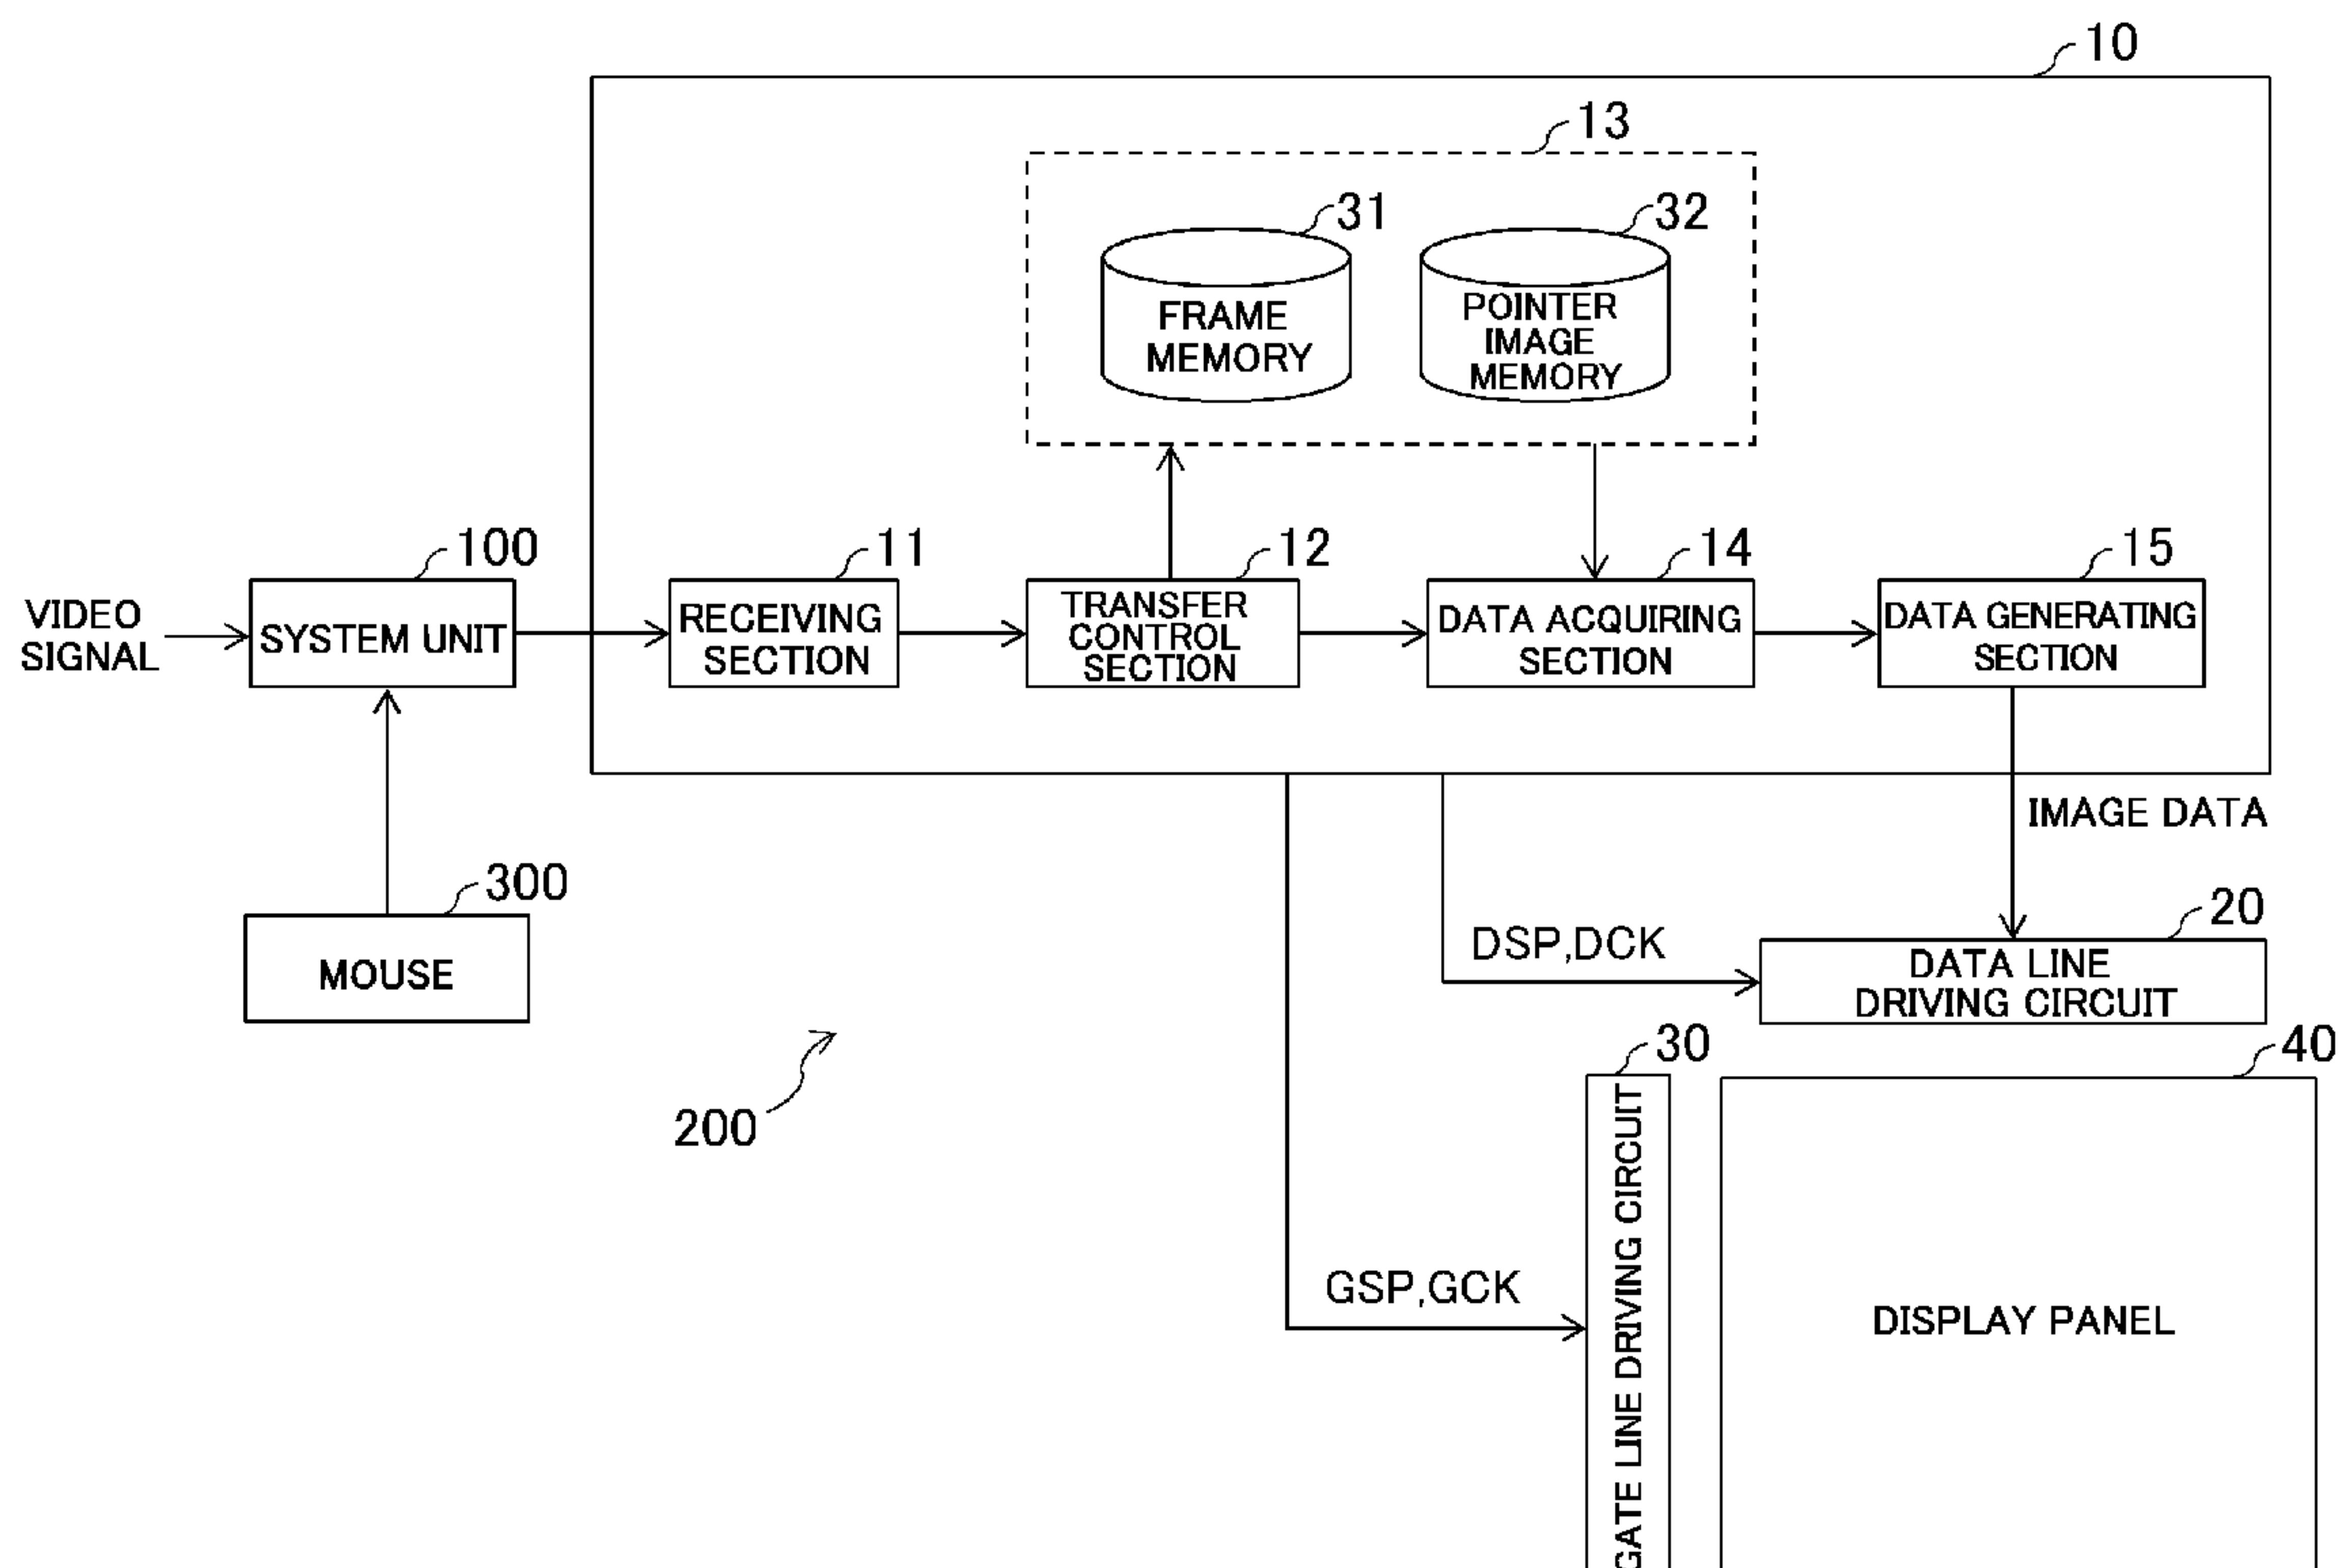 10
13
31
32
FRAME
MEMORY
POINTER
IMAGE
MEMORY
100
11
12
14
15
VIDEO
SIGNAL
SYSTEM UNIT
RECEIVING
SECTION
TRANSFER
CONTROL
SECTION
DATA ACQUIRING
SECTION
DATA GENERATING
SECTION
IMAGE DATA
300
MOUSE
20
DSP,DCK
DATA LINE
DRIVING CIRCUIT
30
40
200
GATE LINE DRIVING CIRCUIT
GSP,GCK
DISPLAY PANEL